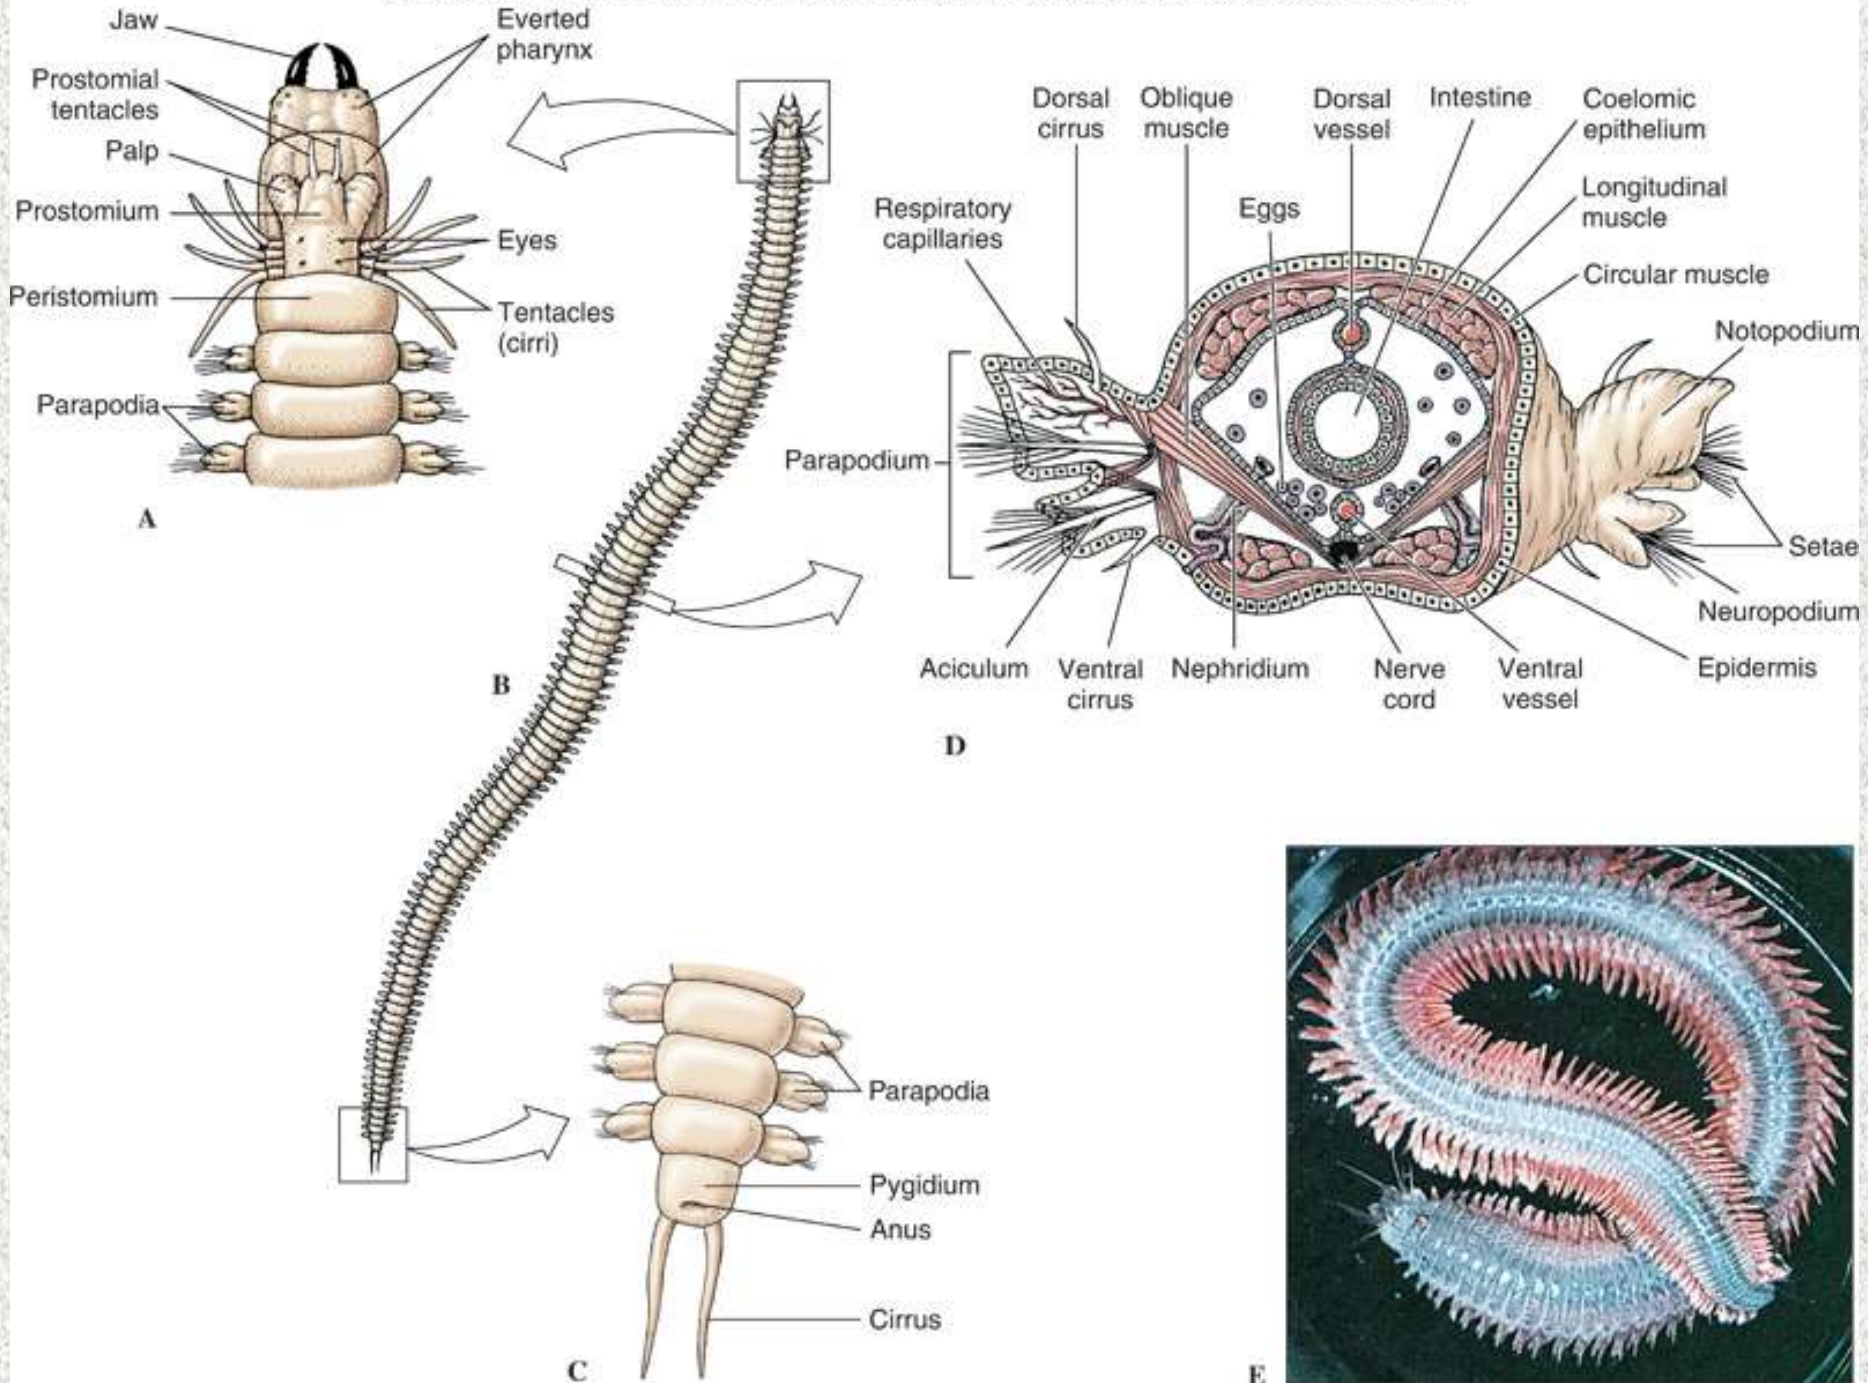 Jaw
Prostomial
tentacles
Palp
Prostomium
Peristomium
Parapodia
Everted
pharynx
Eyes
Tentacles
(cirri)
A
B
Parapodia
Pygidium
Anus
Cirrus
C
Dorsal
cirrus
Oblique
muscle
Dorsal
vessel
Intestine
Coelomic
epithelium
Respiratory
capillaries
Eggs
Longitudinal
muscle
Circular muscle
Notopodium
Parapodium
Setae
Neuropodium
Aciculum
Ventral
cirrus
Nephridium
Nerve
cord
Ventral
vessel
Epidermis
D
E